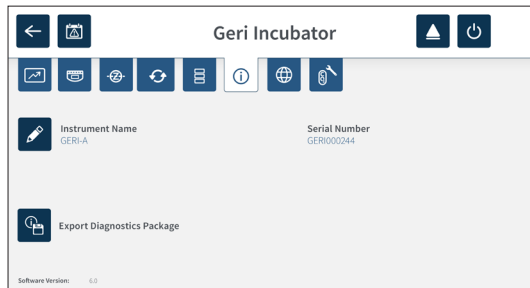 Geri Incubator
Instrument Name
GERI-A
Serial Number
GERI000244
Export Diagnostics Package
Software Version: 6.0